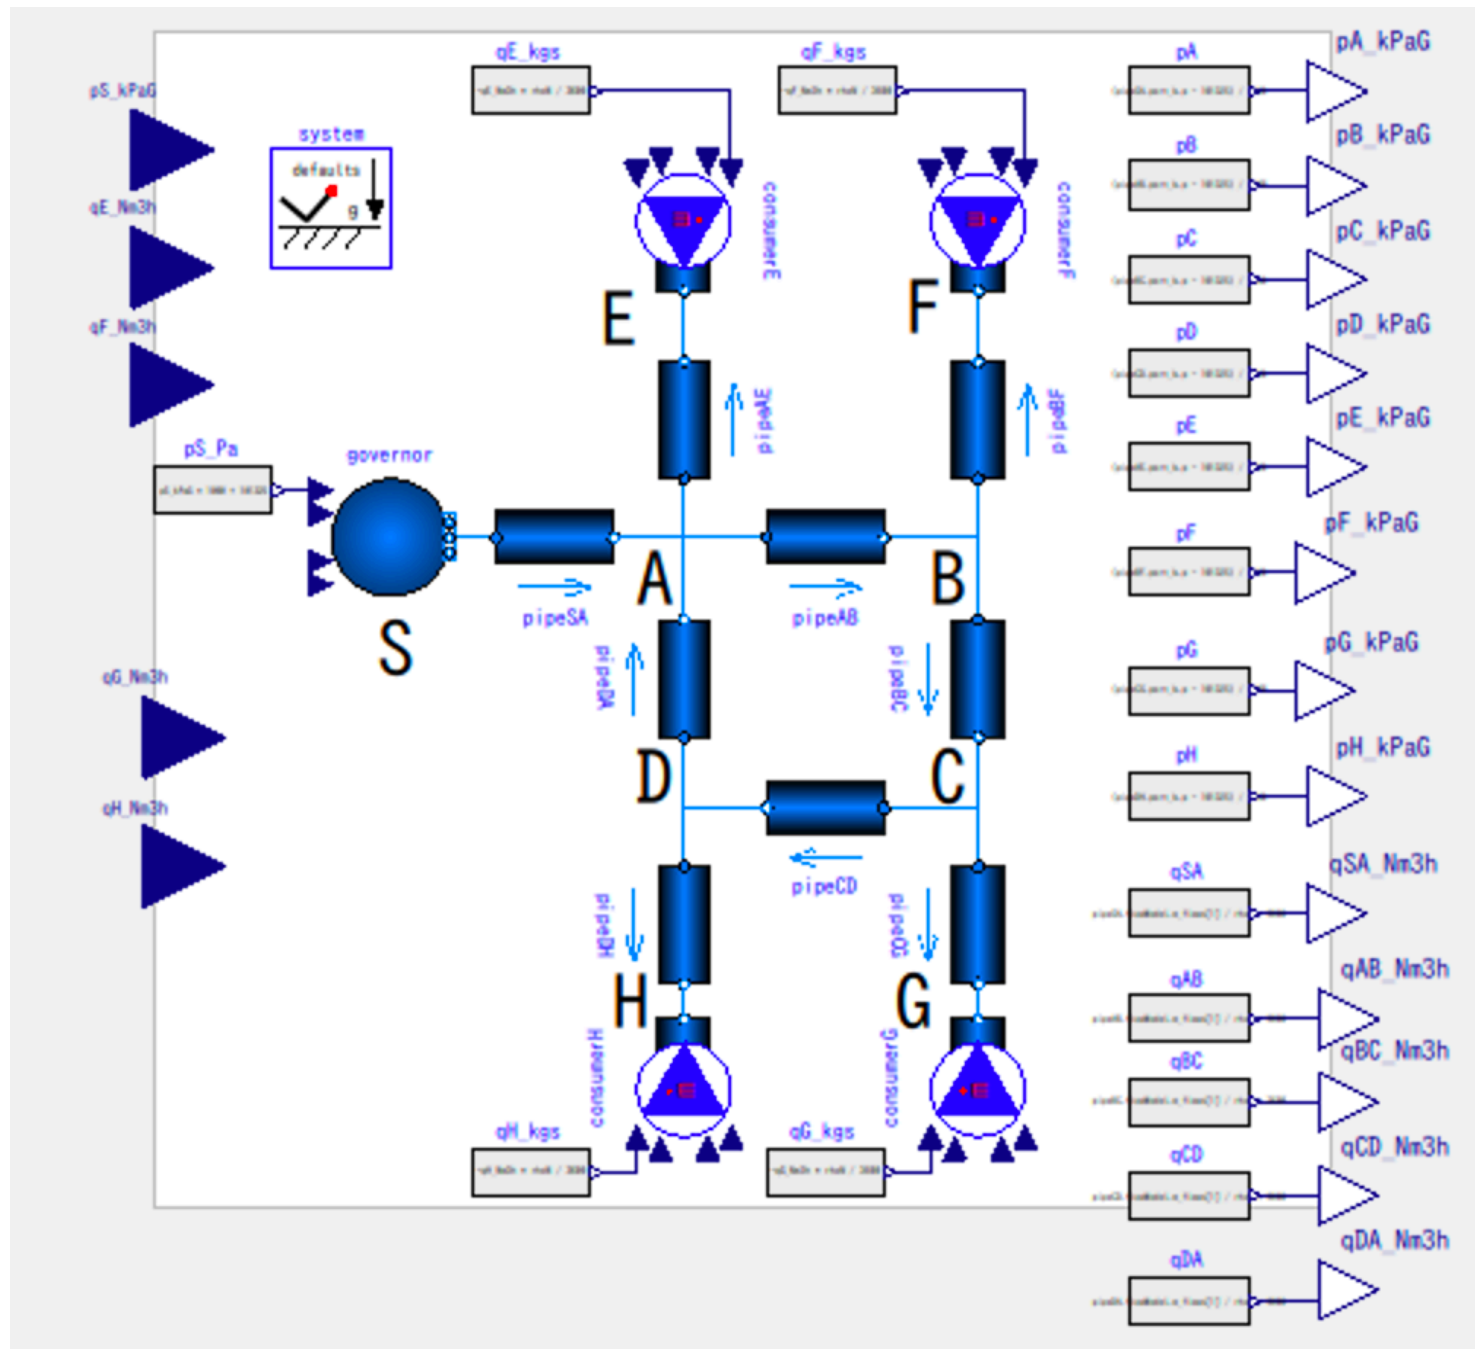 qE_kgs
qF_kgs
pA
pA_kPaG
pS_kPaG
system
defaults
g
pB
pB_kPaG
qE_Nm3h
consumerE
consumerF
pC
pC_kPaG
E
F
qF_Nm3h
pD
pD_kPaG
pipeAE
pipeBF
pE
pE_kPaG
pS_Pa
governor
pF
pF_kPaG
A
B
pipeSA
pipeAB
S
pG
pG_kPaG
qG_Nm3h
pipeDA
pipeBC
D
C
pH
pH_kPaG
qH_Nm3h
pipeCD
qSA
qSA_Nm3h
pipeDH
pipeCG
H
G
qAB
qAB_Nm3h
consumerH
consumerG
qBC
qBC_Nm3h
qH_kgs
qG_kgs
qCD
qCD_Nm3h
qDA
qDA_Nm3h